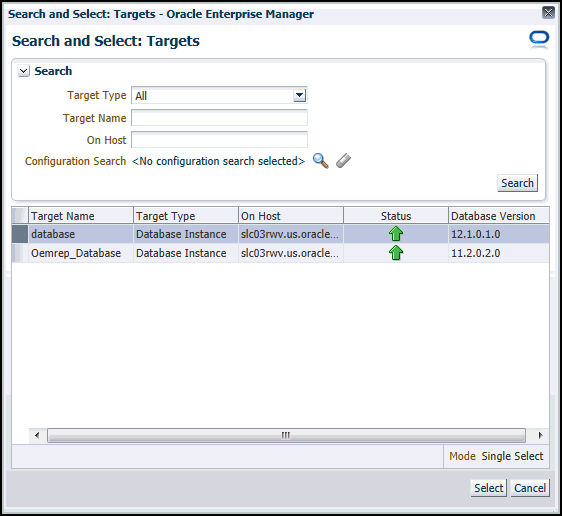 Search and Select: Targets - Oracle Enterprise Manager
Search and Select: Targets
Search
Target Type All
Target Name
On Host
Configuration Search <No configuration search selected>
Search
Target Name Target Type On Host Status Database Version
database Database Instance slc03rwv.us.oracle... 12.1.0.1.0
Oemrep_Database Database Instance slc03rwv.us.oracle... 11.2.0.2.0
Mode Single Select
Select Cancel